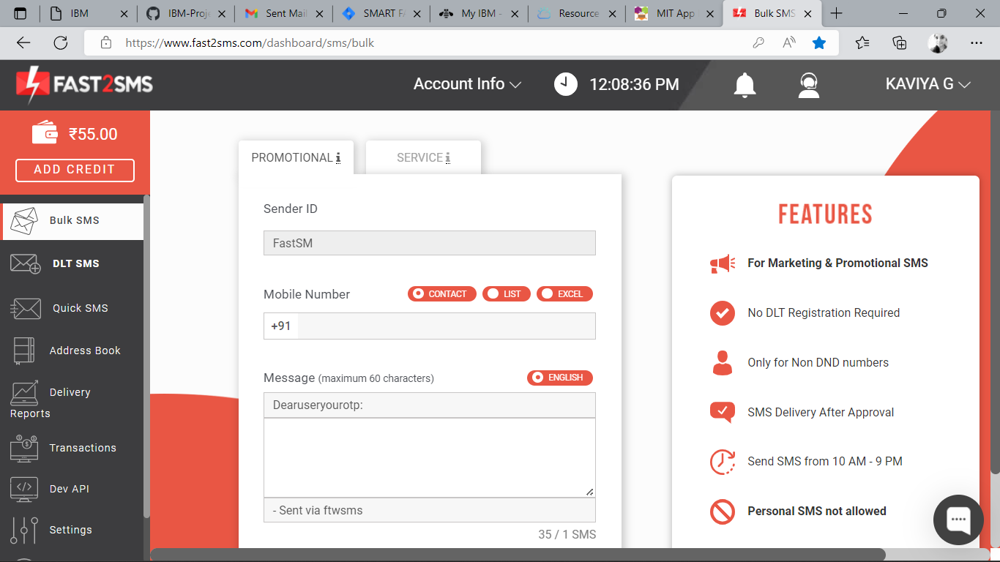 IBM
IBM-Proje
Sent Mail
SMART FA
My IBM -
Resource
MIT App
Bulk SMS
https://www.fast2sms.com/dashboard/sms/bulk
FAST2SMS
Account Info
12:08:36 PM
KAVIYA G
₹55.00
ADD CREDIT
Bulk SMS
DLT SMS
Quick SMS
Address Book
Delivery
Reports
Transactions
Dev API
Settings
PROMOTIONAL i
SERVICE i
Sender ID
FastSM
Mobile Number
CONTACT
LIST
EXCEL
+91
Message (maximum 60 characters)
ENGLISH
Dearuseryourotp:
- Sent via ftwsms
35 / 1 SMS
FEATURES
For Marketing & Promotional SMS
No DLT Registration Required
Only for Non DND numbers
SMS Delivery After Approval
Send SMS from 10 AM - 9 PM
Personal SMS not allowed